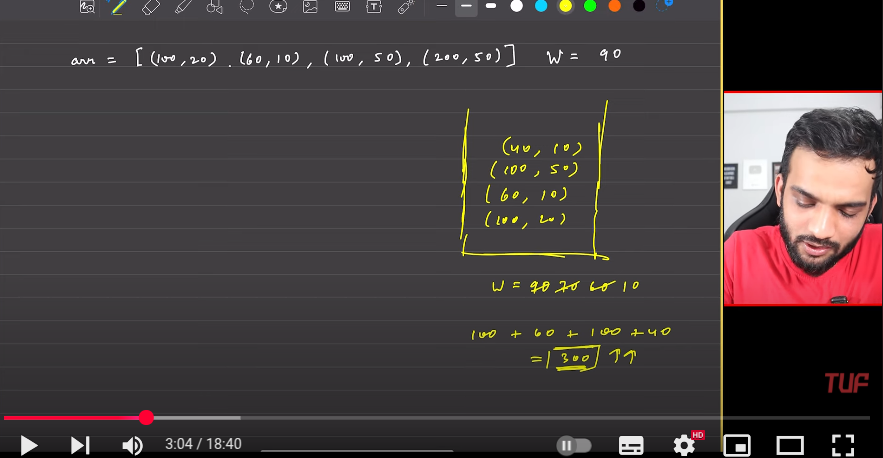 arr = [(100,20) . (60,10), (100, 50), (200,50)] W = 90
(40, 10)
(100, 50)
(60, 10)
(100, 20)
W = 90 70 60 10
100 + 60 + 100 + 40
= 300 ↑↑
TUF
HD
3:04 / 18:40